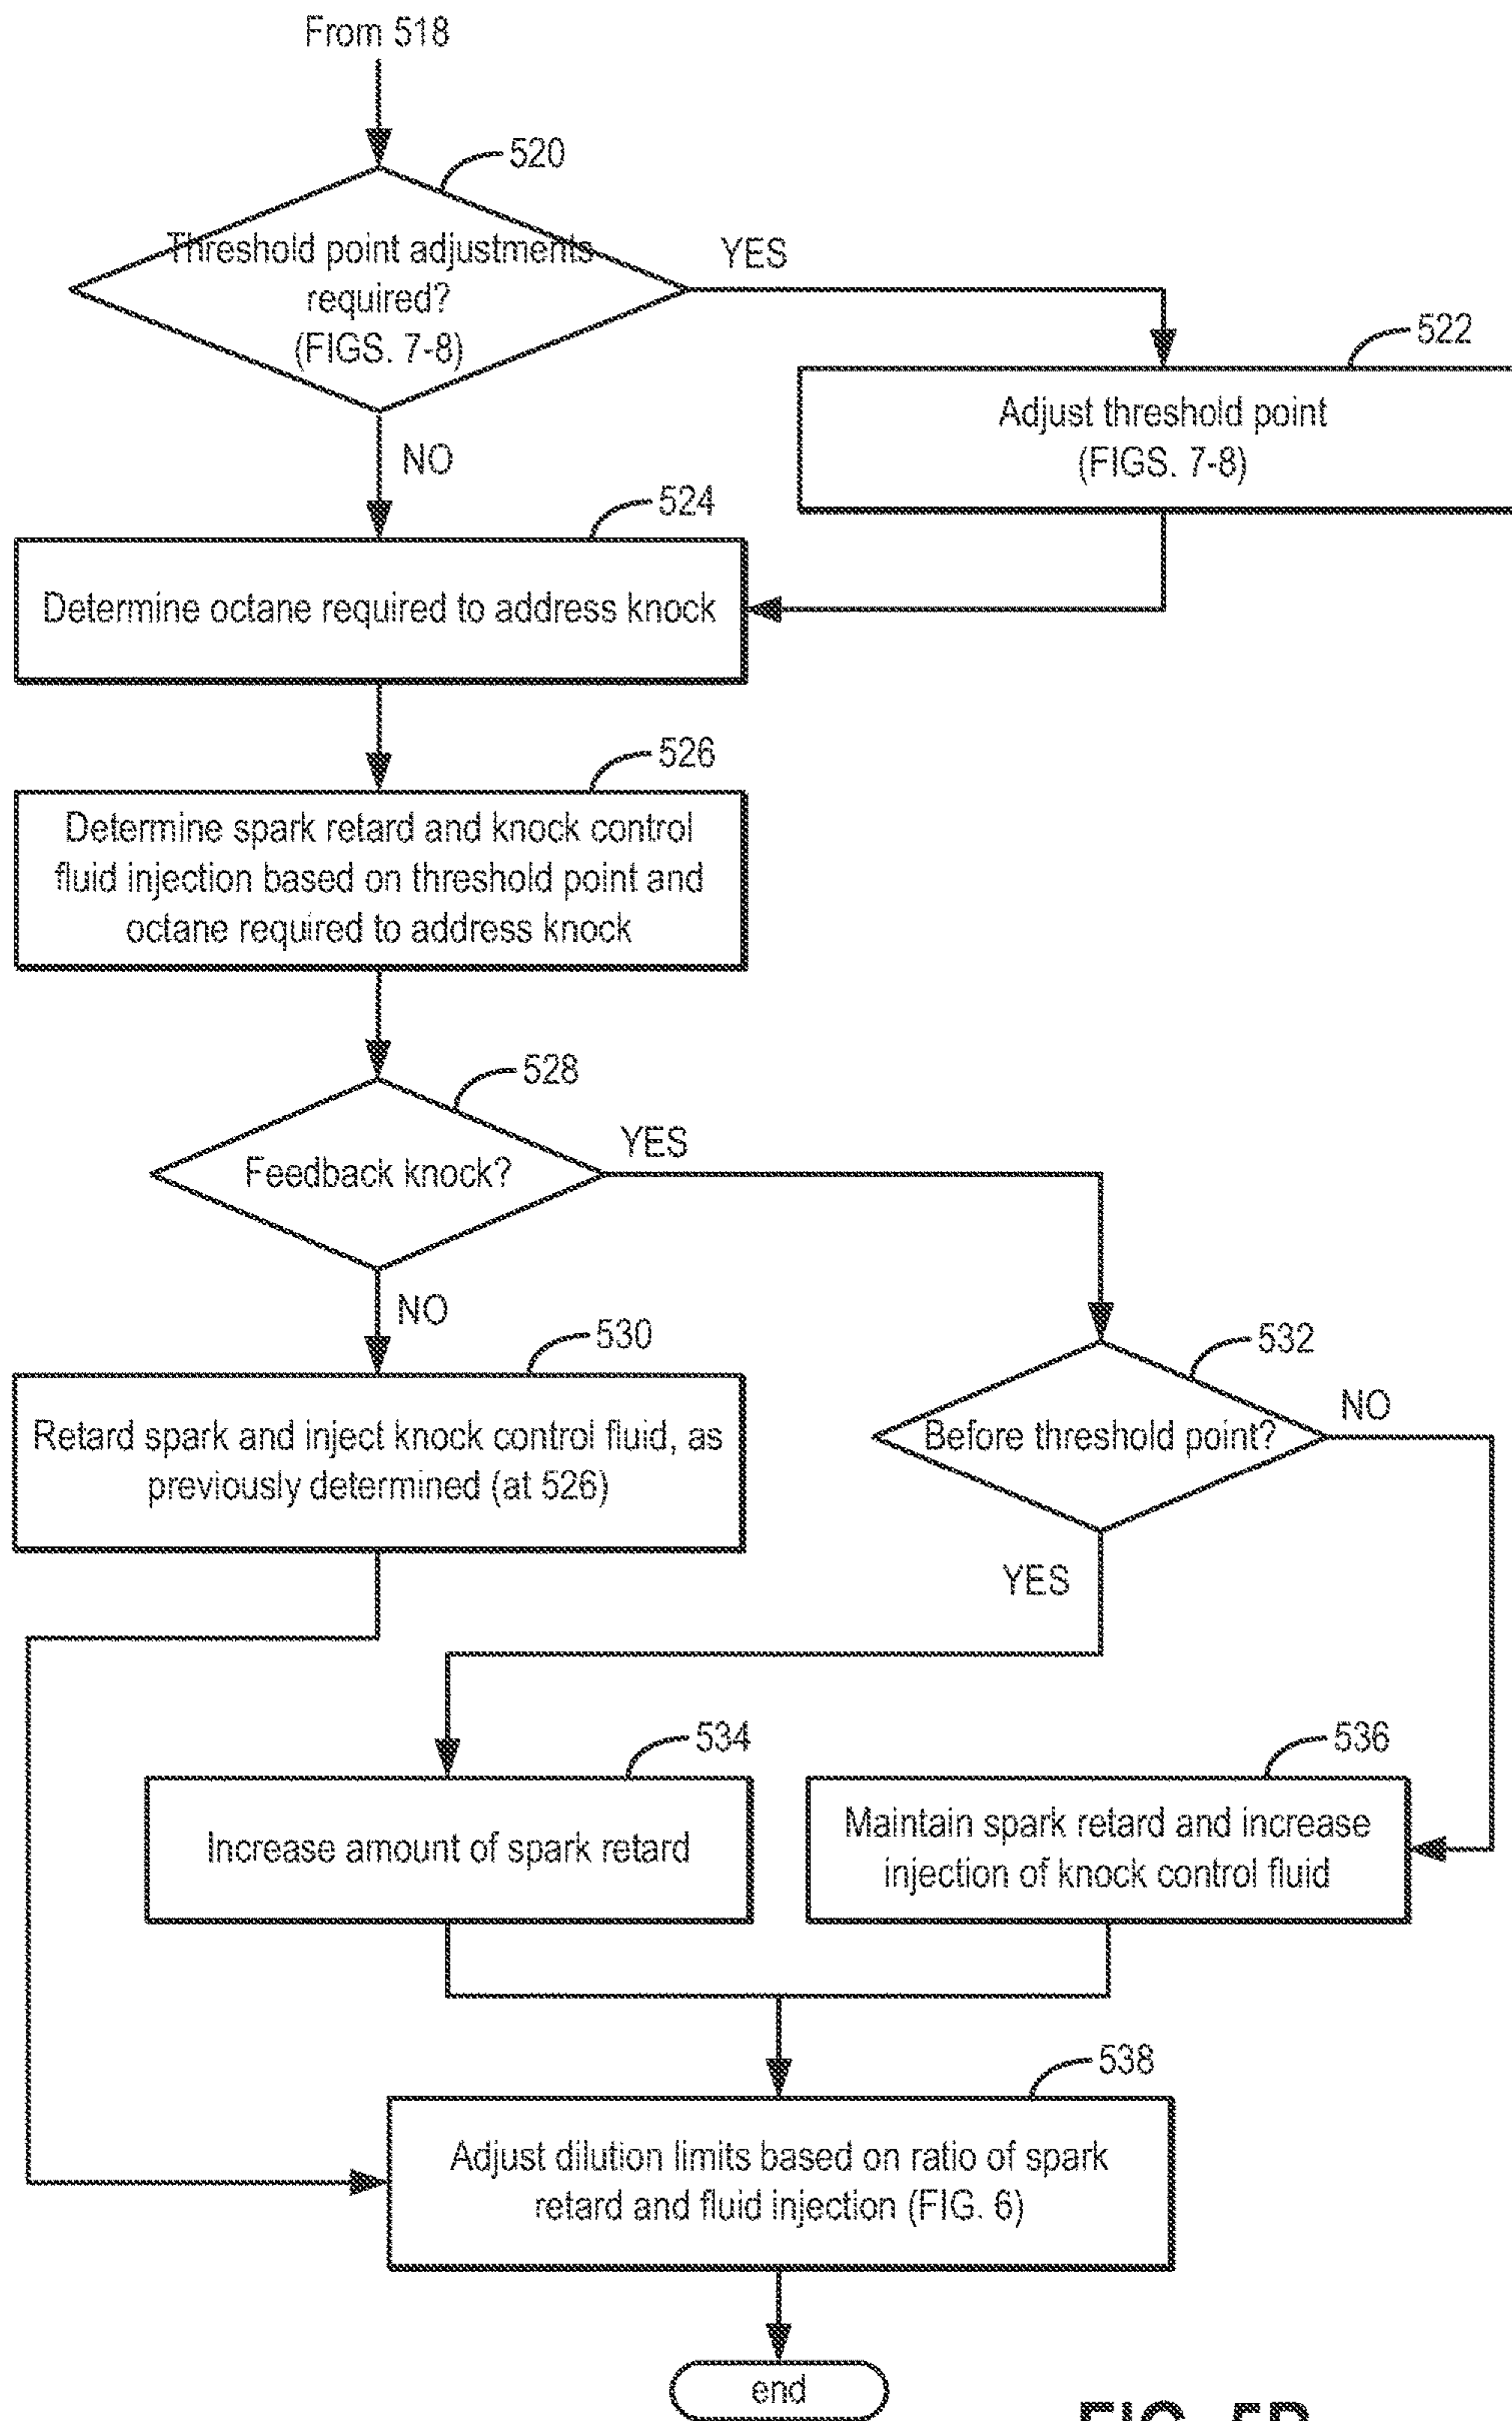 From 518
520
Threshold point adjustments
required?
(FIGS. 7-8)
YES
522
Adjust threshold point
(FIGS. 7-8)
NO
524
Determine octane required to address knock
526
Determine spark retard and knock control
fluid injection based on threshold point and
octane required to address knock
528
Feedback knock?
YES
NO
530
Retard spark and inject knock control fluid, as
previously determined (at 526)
532
Before threshold point?
NO
YES
534
Increase amount of spark retard
536
Maintain spark retard and increase
injection of knock control fluid
538
Adjust dilution limits based on ratio of spark
retard and fluid injection (FIG. 6)
end